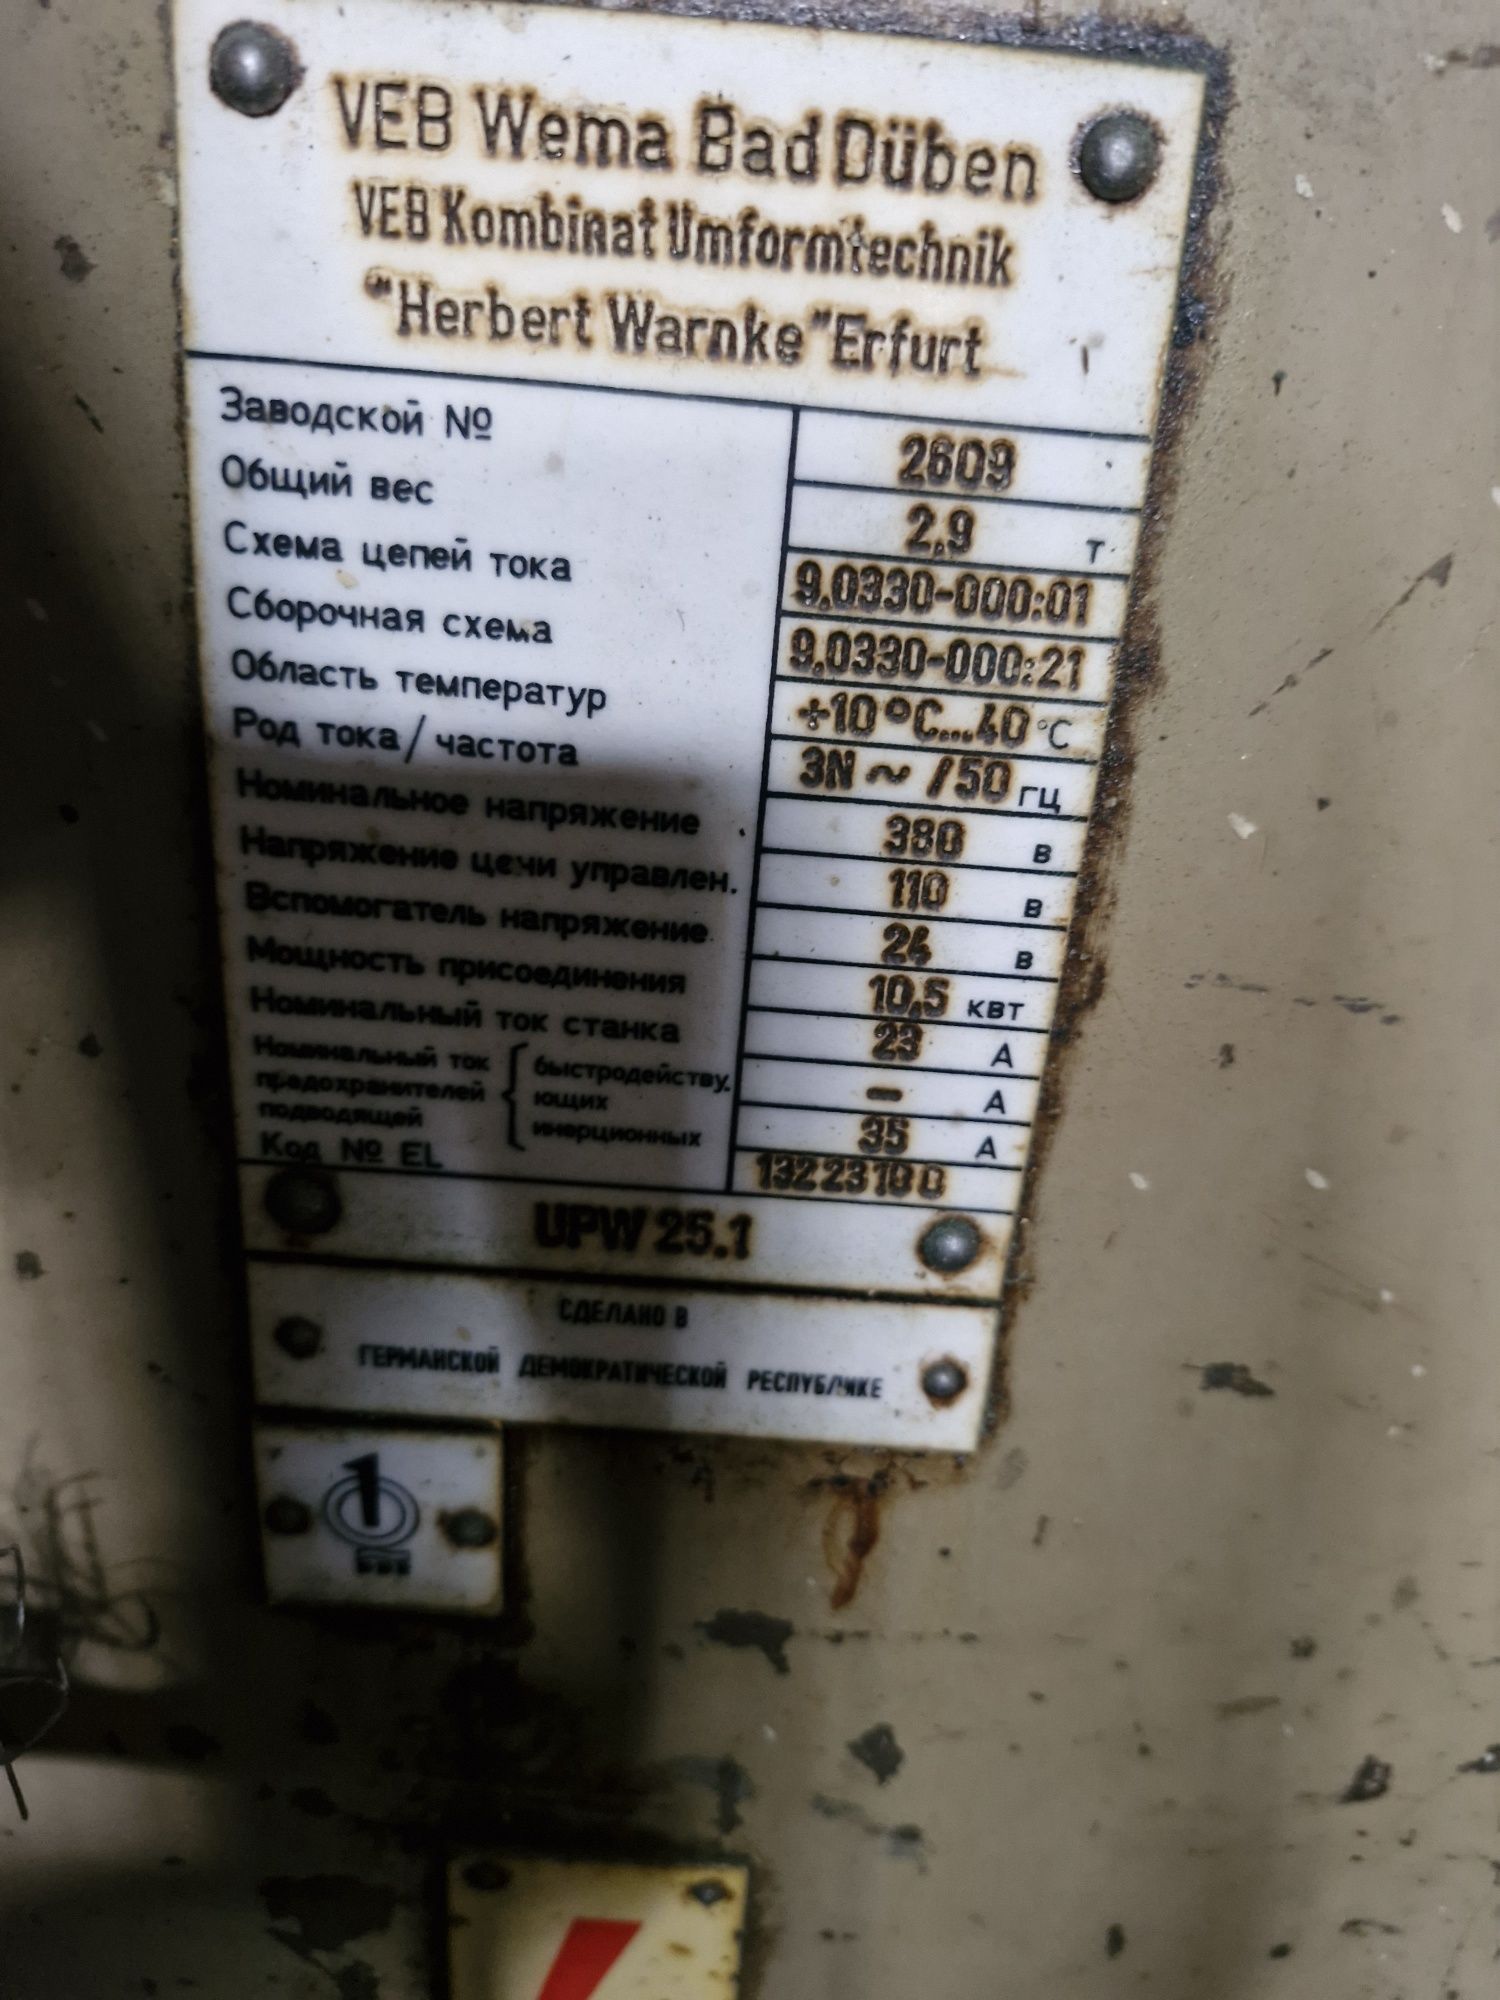 VEB Wema Bad Düben
VEB Kombinat Umformtechnik
"Herbert Warnke" Erfurt
Заводской № 2609
Общий вес 2,9 т
Схема цепей тока 9.0330-000:01
Сборочная схема 9.0330-000:21
Область температур +10°C...40 °C
Род тока / частота 3N ~ /50 гц
Номинальное напряжение 380 в
Напряжение цепи управлен. 110 в
Вспомогатель напряжение 24 в
Мощность присоединения 10,5 квт
Номинальный ток станка 23 А
Номинальный ток { быстродейству. — А
предохранителей ющих
подводящей инерционных 35 А
Код № EL 13223100
UPW 25.1
СДЕЛАНО В
ГЕРМАНСКОЙ ДЕМОКРАТИЧЕСКОЙ РЕСПУБЛИКЕ
1